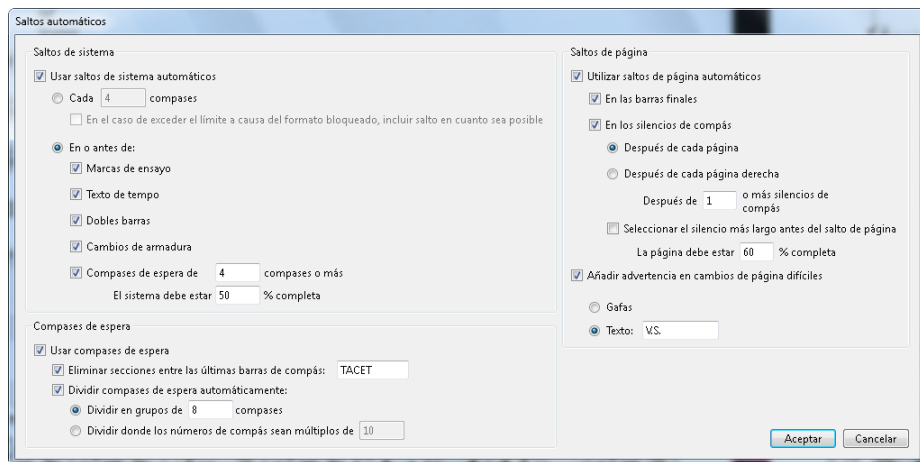 Saltos automáticos
Saltos de sistema
Usar saltos de sistema automáticos
Cada 4 compases
En el caso de exceder el límite a causa del formato bloqueado, incluir salto en cuanto sea posible
En o antes de:
Marcas de ensayo
Texto de tempo
Dobles barras
Cambios de armadura
Compases de espera de 4 compases o más
El sistema debe estar 50 % completa
Compases de espera
Usar compases de espera
Eliminar secciones entre las últimas barras de compás: TACET
Dividir compases de espera automáticamente:
Dividir en grupos de 8 compases
Dividir donde los números de compás sean múltiplos de 10
Saltos de página
Utilizar saltos de página automáticos
En las barras finales
En los silencios de compás
Después de cada página
Después de cada página derecha
Después de 1 o más silencios de
compás
Seleccionar el silencio más largo antes del salto de página
La página debe estar 60 % completa
Añadir advertencia en cambios de página difíciles
Gafas
Texto: V.S.
Aceptar Cancelar